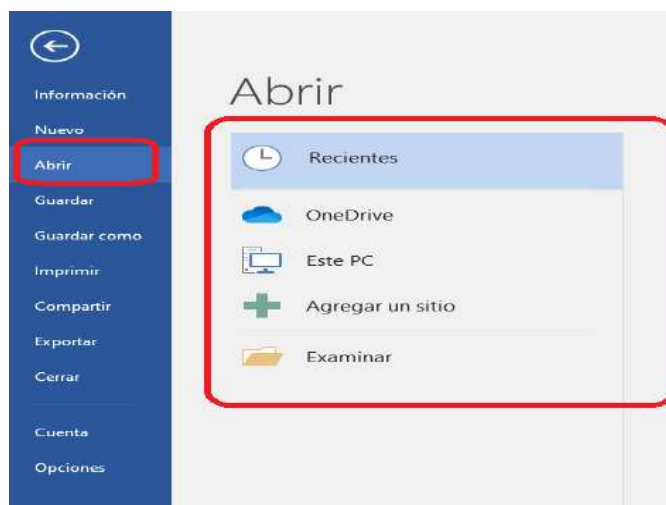 Información
Nuevo
Abrir
Guardar
Guardar como
Imprimir
Compartir
Exportar
Cerrar
Cuenta
Opciones
Abrir
Recientes
OneDrive
Este PC
Agregar un sitio
Examinar